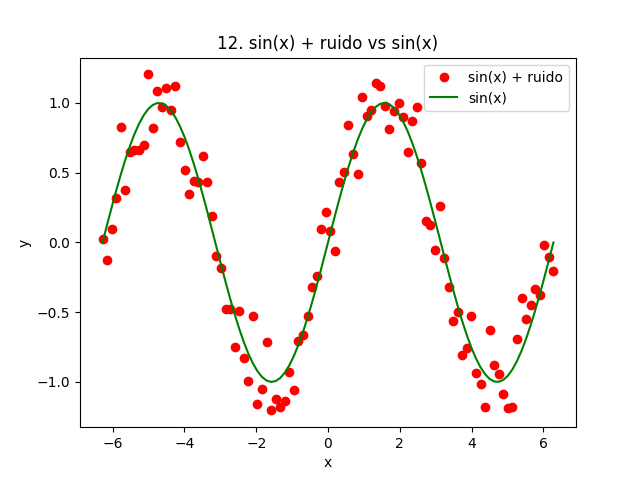 12. sin(x) + ruido vs sin(x)
sin(x) + ruido
sin(x)
1.0
0.5
0.0
−0.5
−1.0
y
−6
−4
−2
0
2
4
6
x